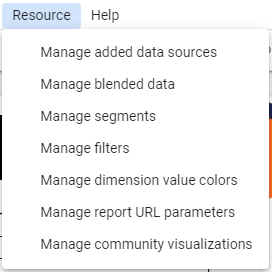 Resource Help
Manage added data sources
Manage blended data
Manage segments
Manage filters
Manage dimension value colors
Manage report URL parameters
Manage community visualizations